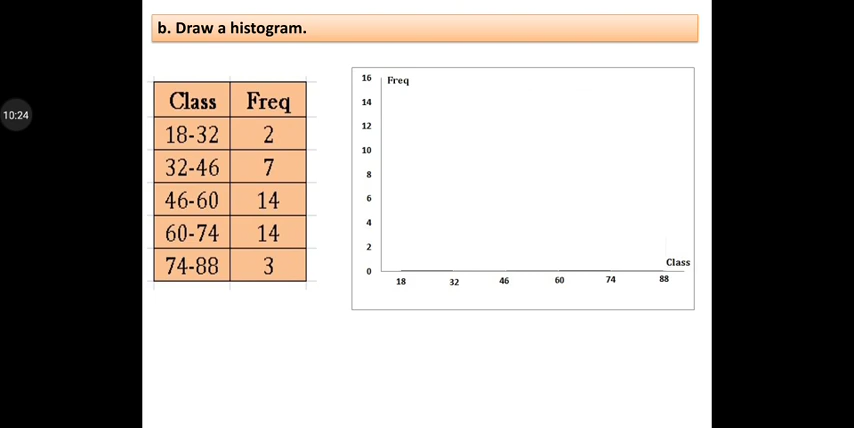 b. Draw a histogram.
10:24
Class Freq
18-32 2
32-46 7
46-60 14
60-74 14
74-88 3
16 Freq
14
12
10
8
6
4
2
0
Class
18 32 46 60 74 88